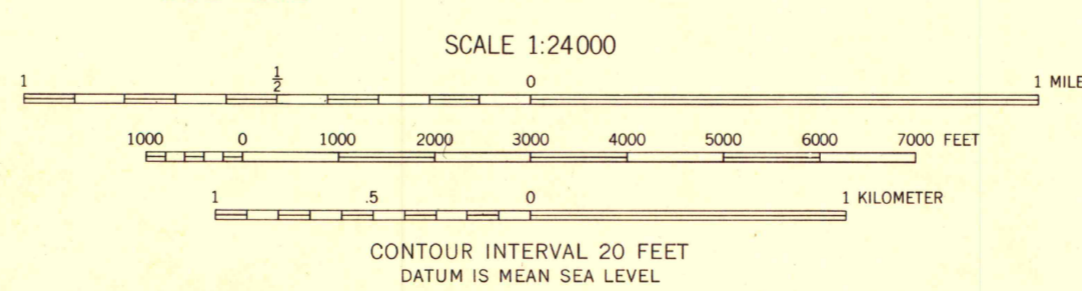 SCALE 1:24000
1 1/2 0 1 MILE
1000 0 1000 2000 3000 4000 5000 6000 7000 FEET
1 .5 0 1 KILOMETER
CONTOUR INTERVAL 20 FEET
DATUM IS MEAN SEA LEVEL